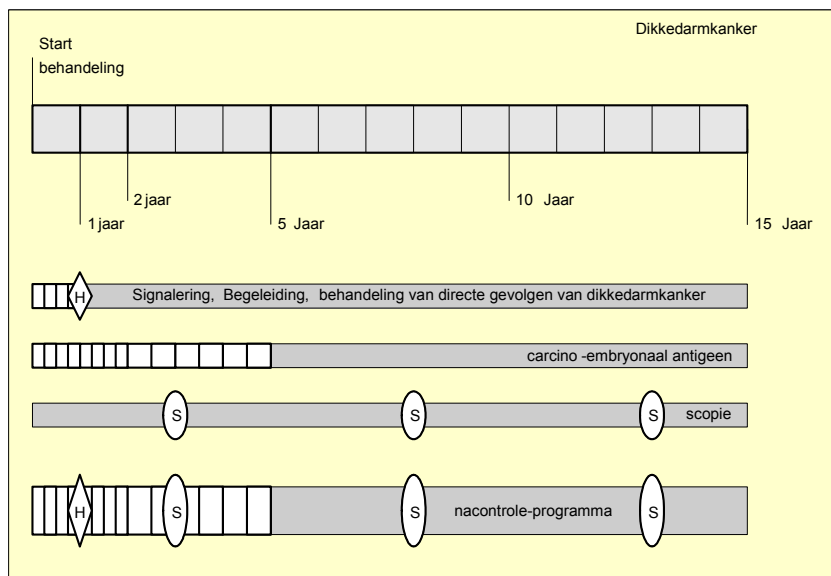 Dikkedarmkanker
Start
behandeling
2 jaar
10 Jaar
1 jaar
5 Jaar
15 Jaar
H
Signalering, Begeleiding, behandeling van directe gevolgen van dikkedarmkanker
carcino -embryonaal antigeen
S S S scopie
H S S nacontrole-programma S